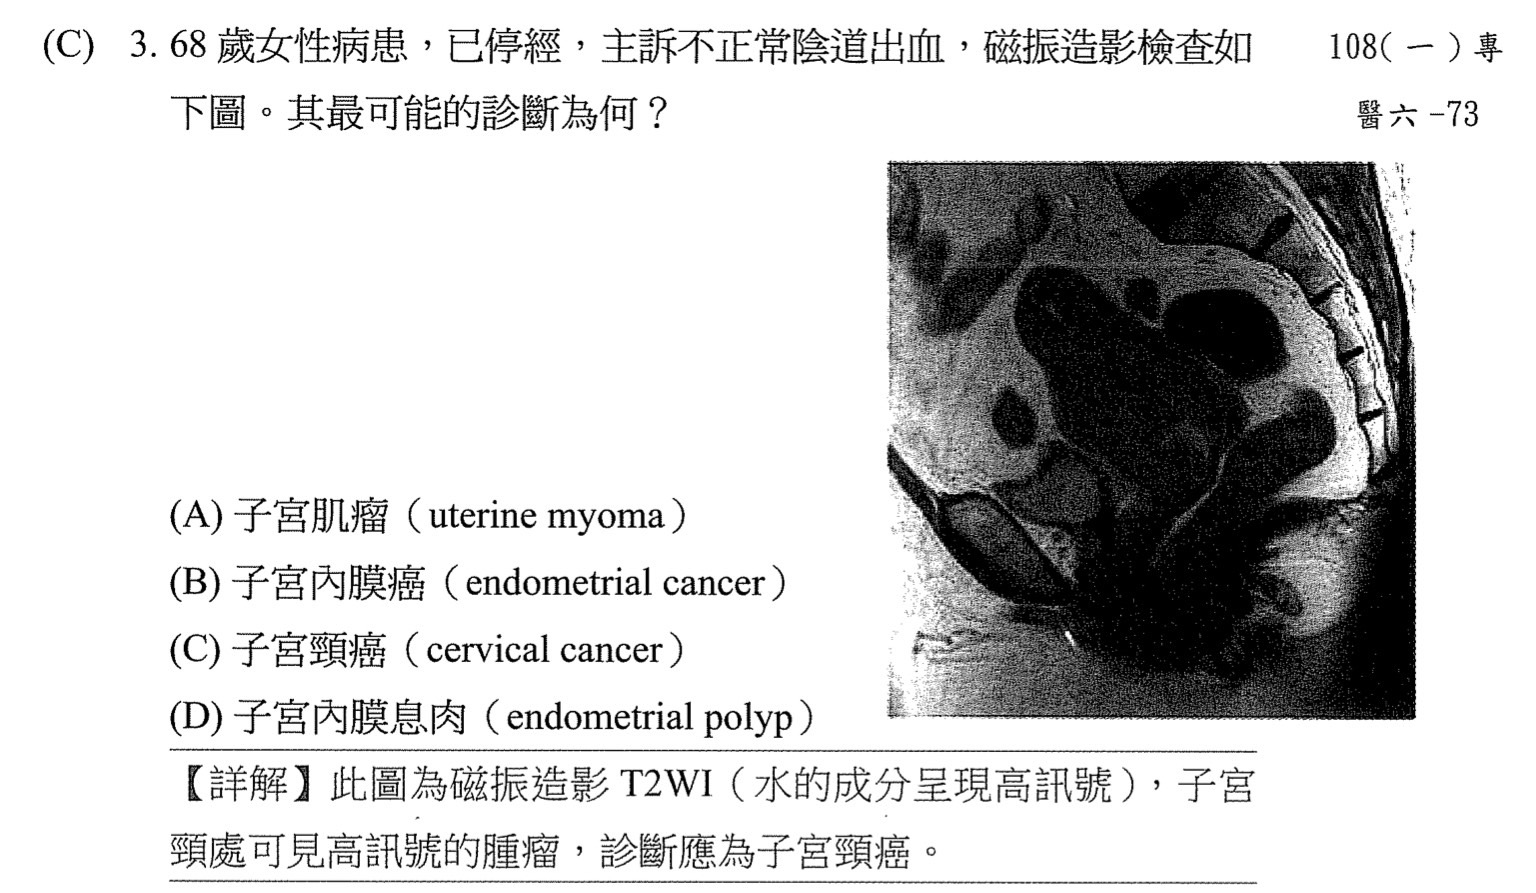 (C) 3. 68 歲女性病患，已停經，主訴不正常陰道出血，磁振造影檢查如 108(一)專
下圖。其最可能的診斷為何？ 醫六-73
(A) 子宮肌瘤（uterine myoma）
(B) 子宮內膜癌（endometrial cancer）
(C) 子宮頸癌（cervical cancer）
(D) 子宮內膜息肉（endometrial polyp）
【詳解】此圖為磁振造影 T2WI（水的成分呈現高訊號），子宮
頸處可見高訊號的腫瘤，診斷應為子宮頸癌。